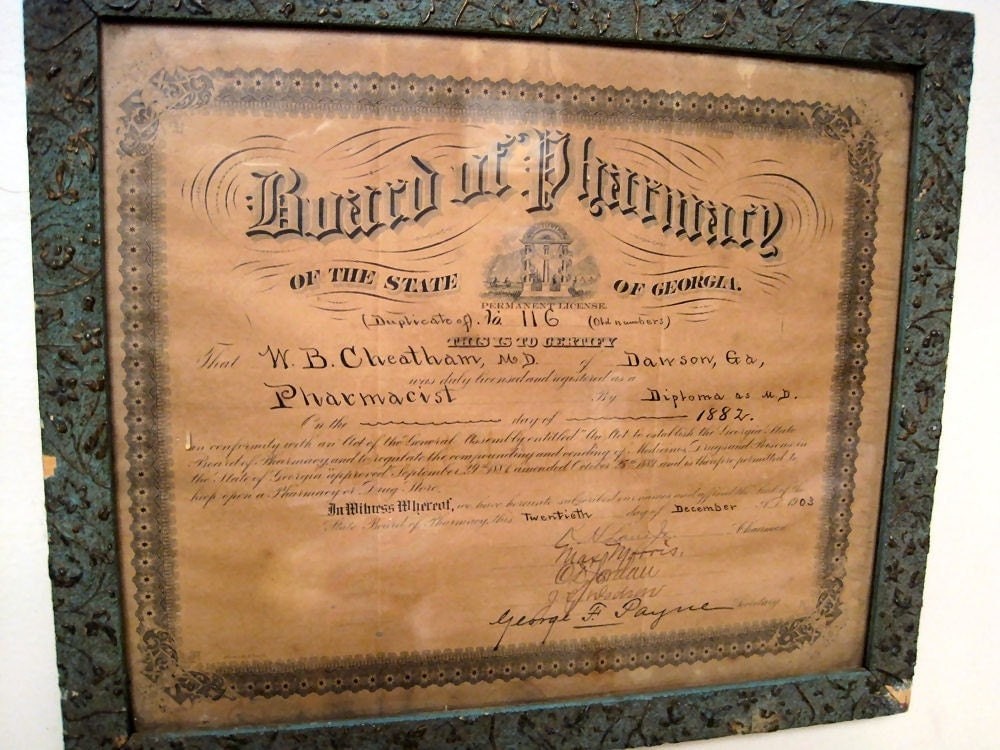 Board of Pharmacy
OF THE STATE OF GEORGIA.
PERMANENT LICENSE.
(Duplicate of) No. 116 (Old numbers)
THIS IS TO CERTIFY
That W. B. Cheatham, M.D. of Dawson, Ga,
was duly licensed and registered as a
Pharmacist By Diploma as M.D.
On the day of 1882.
In conformity with an Act of the General Assembly entitled "An Act to establish the Georgia State
Board of Pharmacy, and to regulate the compounding and vending of Medicines Drugs and Poisons in
the State of Georgia" approved September 29th 1881 amended October 25th 1881 and is therefore permitted to
keep open a Pharmacy or Drug Store.
In Witness Whereof, we have hereunto subscribed our names and affixed the Seal of the
State Board of Pharmacy, this Twentieth day of December A.D. 1903
Chairman
Max Morris,
George F. Payne Secretary